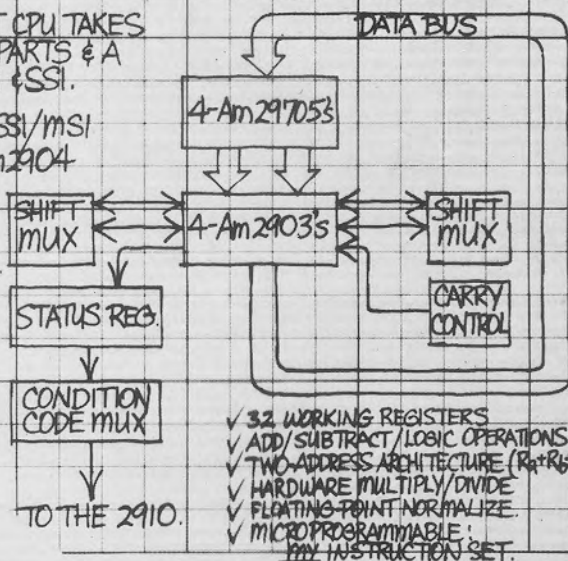 T CPU TAKES
PARTS & A
& SSI.
SSI/MSI
2904
DATA BUS
4-Am29705's
SHIFT
MUX
4-Am2903's
SHIFT
MUX
STATUS REG.
CARRY
CONTROL
CONDITION
CODE MUX
TO THE 2910.
✓ 32 WORKING REGISTERS
✓ ADD/SUBTRACT/LOGIC OPERATIONS
✓ TWO-ADDRESS ARCHITECTURE (Ra+Rb
✓ HARDWARE MULTIPLY/DIVIDE
✓ FLOATING-POINT NORMALIZE
✓ MICROPROGRAMMABLE:
MY INSTRUCTION SET.